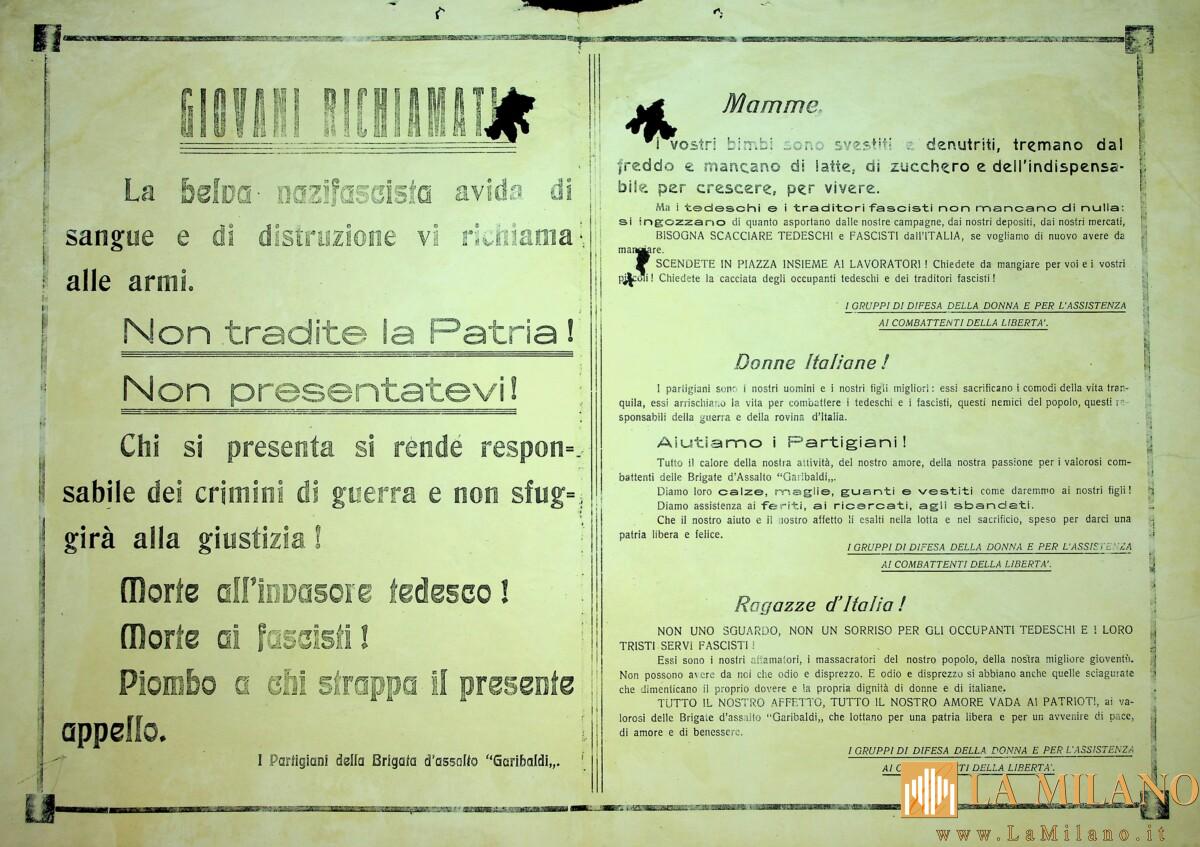 GIOVANI RICHIAMATI
La belva nazifascista avida di
sangue e di distruzione vi richiama
alle armi.
Non tradite la Patria!
Non presentatevi!
Chi si presenta si rende respon=
sabile dei crimini di guerra e non sfug=
girà alla giustizia!
Morte all'invasore tedesco!
Morte ai fascisti!
Piombo a chi strappa il presente
appello.
I Partigiani della Brigata d'assalto "Garibaldi„.
Mamme,
I vostri bimbi sono svestiti e denutriti, tremano dal
freddo e mancano di latte, di zucchero e dell'indispensa-
bile per crescere, per vivere.
Ma i tedeschi e i traditori fascisti non mancano di nulla:
si ingozzano di quanto asportano dalle nostre campagne, dai nostri depositi, dai nostri mercati,
BISOGNA SCACCIARE TEDESCHI e FASCISTI dall'ITALIA, se vogliamo di nuovo avere da
mangiare.
SCENDETE IN PIAZZA INSIEME AI LAVORATORI! Chiedete da mangiare per voi e i vostri
piccoli! Chiedete la cacciata degli occupanti tedeschi e dei traditori fascisti!
I GRUPPI DI DIFESA DELLA DONNA E PER L'ASSISTENZA
AI COMBATTENTI DELLA LIBERTA'.
Donne Italiane!
I partigiani sono i nostri uomini e i nostri figli migliori: essi sacrificano i comodi della vita tran-
quila, essi arrischiano la vita per combattere i tedeschi e i fascisti, questi nemici del popolo, questi re-
sponsabili della guerra e della rovina d'Italia.
Aiutiamo i Partigiani!
Tutto il calore della nostra attività, del nostro amore, della nostra passione per i valorosi com-
battenti delle Brigate d'Assalto "Garibaldi„.
Diamo loro calze, maglie, guanti e vestiti come daremmo ai nostri figli!
Diamo assistenza ai feriti, ai ricercati, agli sbandati.
Che il nostro aiuto e il nostro affetto li esalti nella lotta e nel sacrificio, speso per darci una
patria libera e felice.
I GRUPPI DI DIFESA DELLA DONNA E PER L'ASSISTENZA
AI COMBATTENTI DELLA LIBERTA'.
Ragazze d'Italia!
NON UNO SGUARDO, NON UN SORRISO PER GLI OCCUPANTI TEDESCHI E I LORO
TRISTI SERVI FASCISTI!
Essi sono i nostri affamatori, i massacratori del nostro popolo, della nostra migliore gioventù.
Non possono avere da noi che odio e disprezzo. E odio e disprezzo si abbiano anche quelle sciagurate
che dimenticano il proprio dovere e la propria dignità di donne e di italiane.
TUTTO IL NOSTRO AFFETTO, TUTTO IL NOSTRO AMORE VADA AI PATRIOTI, ai va-
lorosi delle Brigate d'assalto "Garibaldi„ che lottano per una patria libera e per un avvenire di pace,
di amore e di benessere.
I GRUPPI DI DIFESA DELLA DONNA E PER L'ASSISTENZA
AI DELLA LIBERTA'.
LA MILANO
www.LaMilano.it